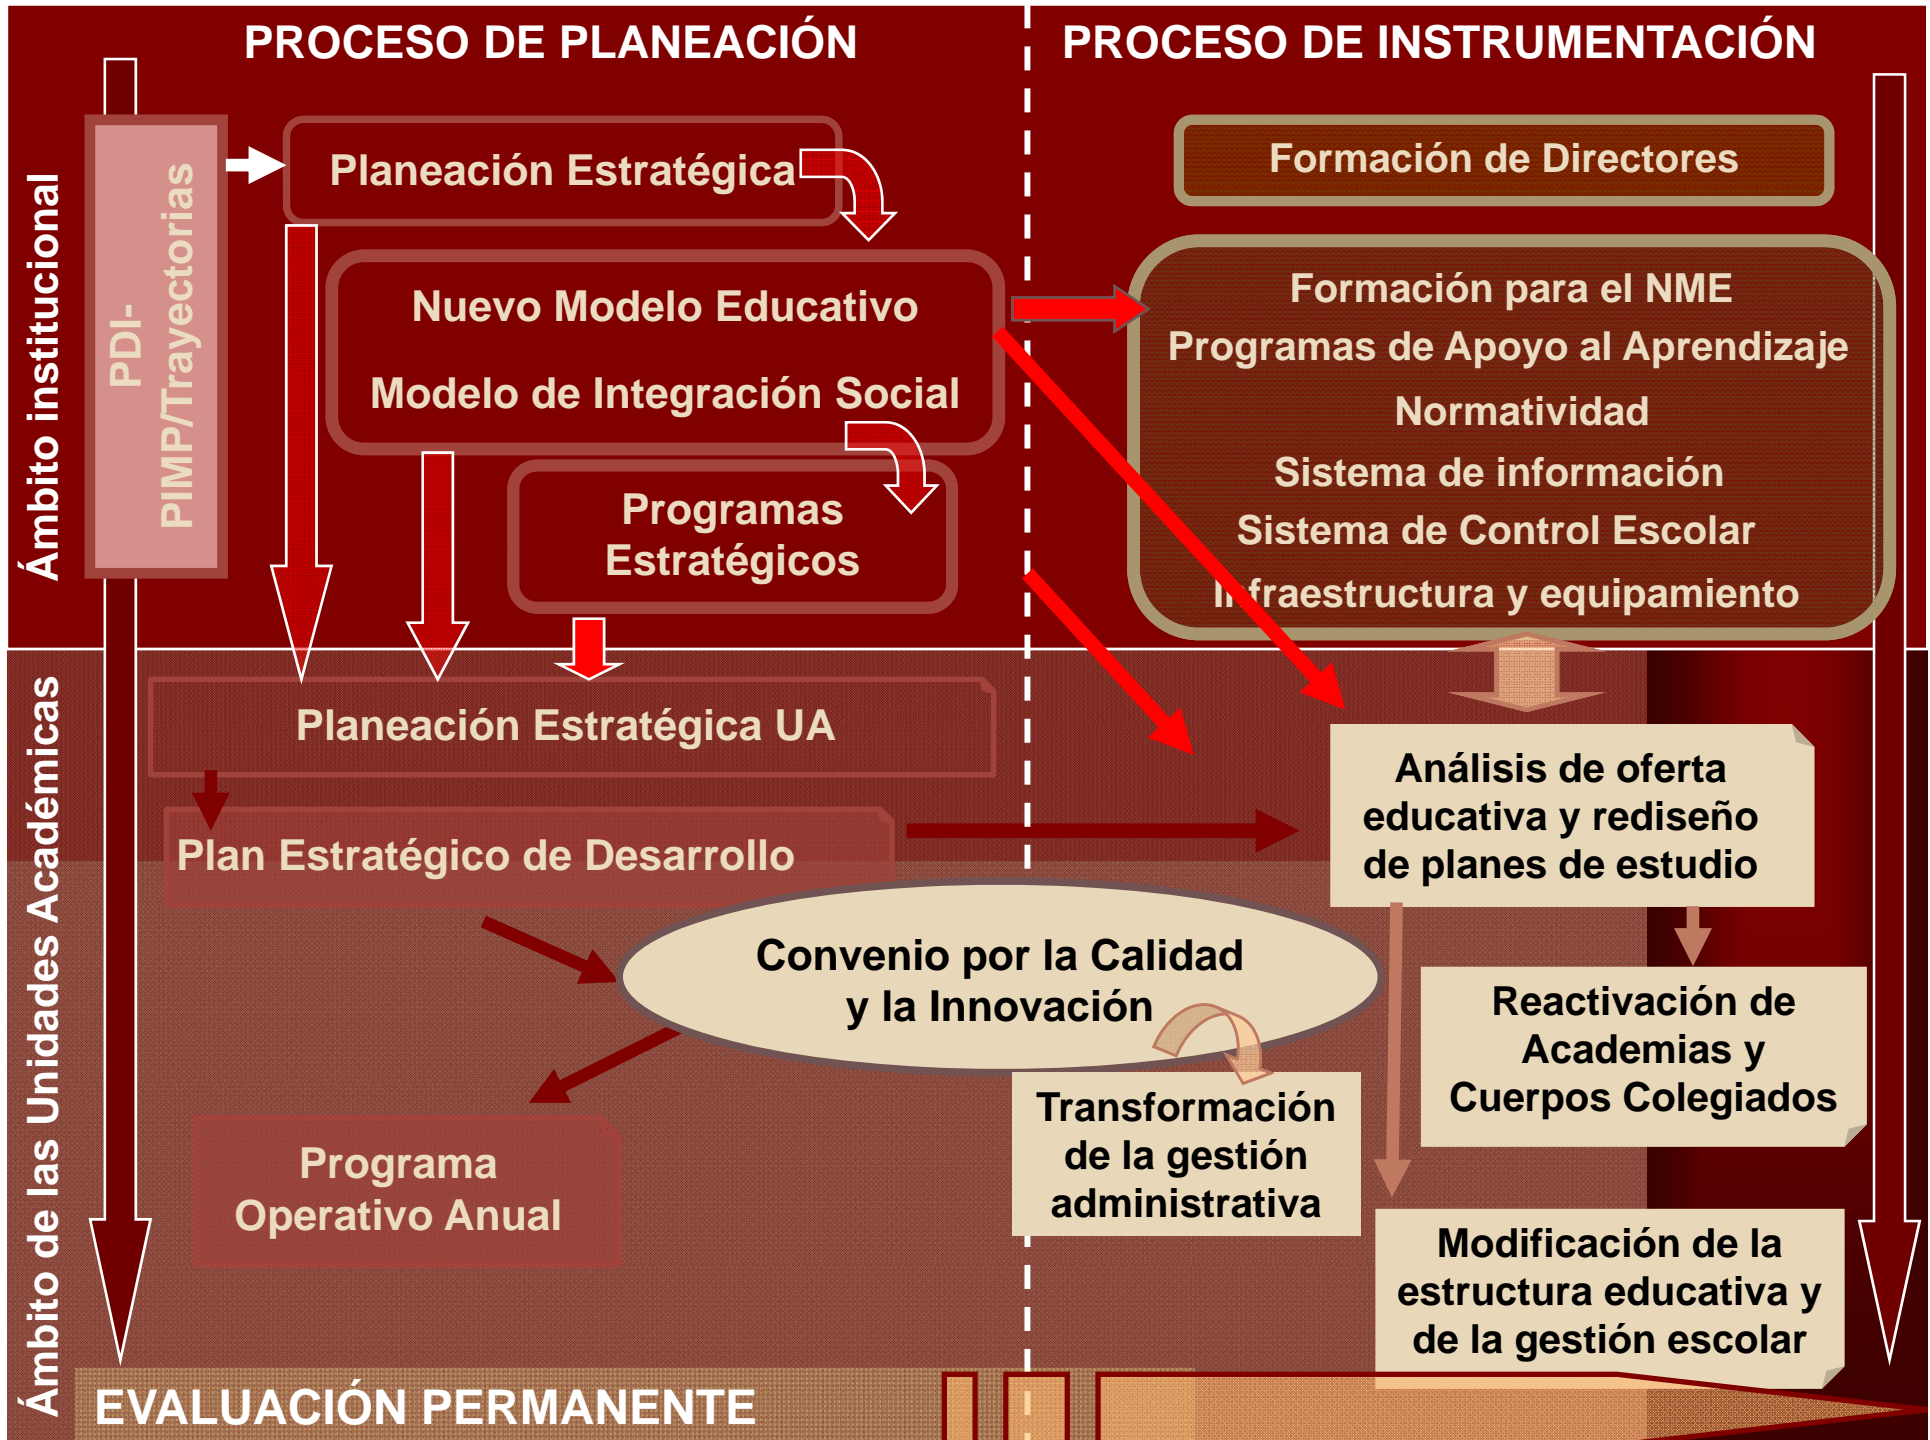 PROCESO DE PLANEACIÓN
PROCESO DE INSTRUMENTACIÓN
Ámbito institucional
PDI-
PIMP/Trayectorias
Planeación Estratégica
Nuevo Modelo Educativo
Modelo de Integración Social
Programas
Estratégicos
Formación de Directores
Formación para el NME
Programas de Apoyo al Aprendizaje
Normatividad
Sistema de información
Sistema de Control Escolar
Infraestructura y equipamiento
Ámbito de las Unidades Académicas
Planeación Estratégica UA
Plan Estratégico de Desarrollo
Convenio por la Calidad
y la Innovación
Programa
Operativo Anual
Transformación
de la gestión
administrativa
Análisis de oferta
educativa y rediseño
de planes de estudio
Reactivación de
Academias y
Cuerpos Colegiados
Modificación de la
estructura educativa y
de la gestión escolar
EVALUACIÓN PERMANENTE